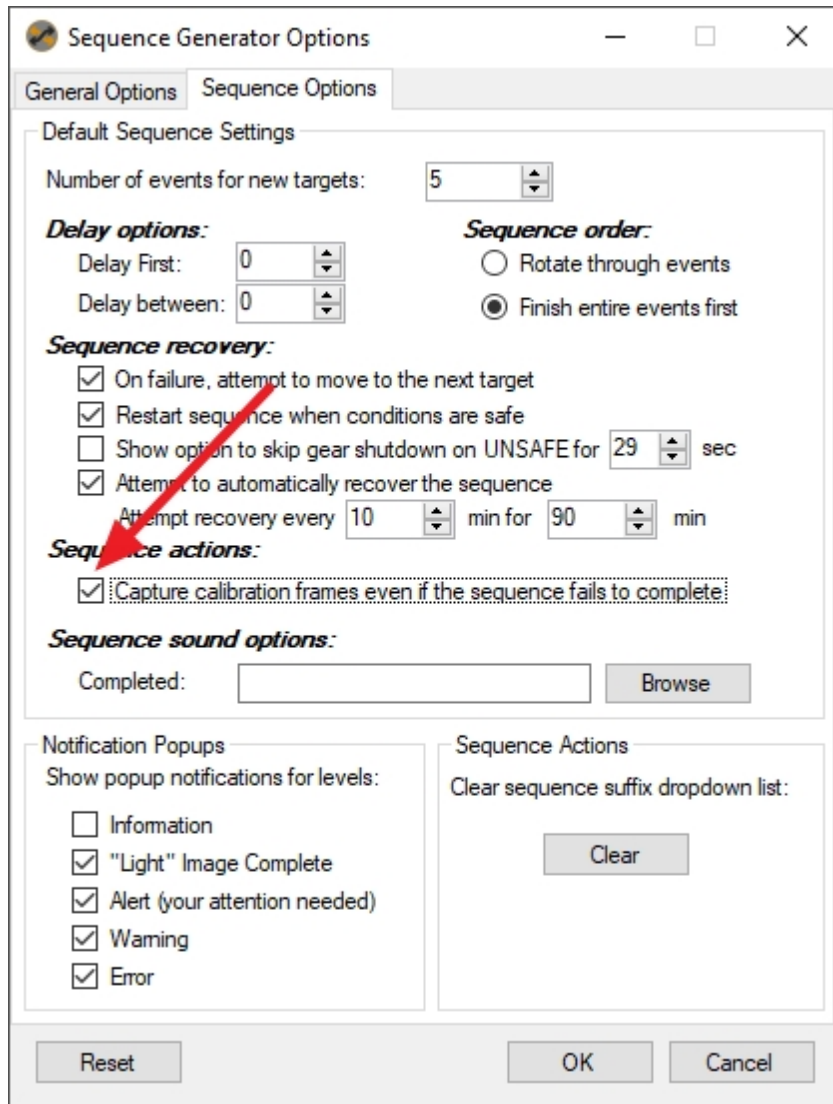 Sequence Generator Options
General Options Sequence Options
Default Sequence Settings
Number of events for new targets: 5
Delay options: Sequence order:
Delay First: 0 Rotate through events
Delay between: 0 Finish entire events first
Sequence recovery:
On failure, attempt to move to the next target
Restart sequence when conditions are safe
Show option to skip gear shutdown on UNSAFE for 29 sec
Attempt to automatically recover the sequence
Attempt recovery every 10 min for 90 min
Sequence actions:
Capture calibration frames even if the sequence fails to complete
Sequence sound options:
Completed: Browse
Notification Popups
Show popup notifications for levels:
Information
"Light" Image Complete
Alert (your attention needed)
Warning
Error
Sequence Actions
Clear sequence suffix dropdown list:
Clear
Reset OK Cancel